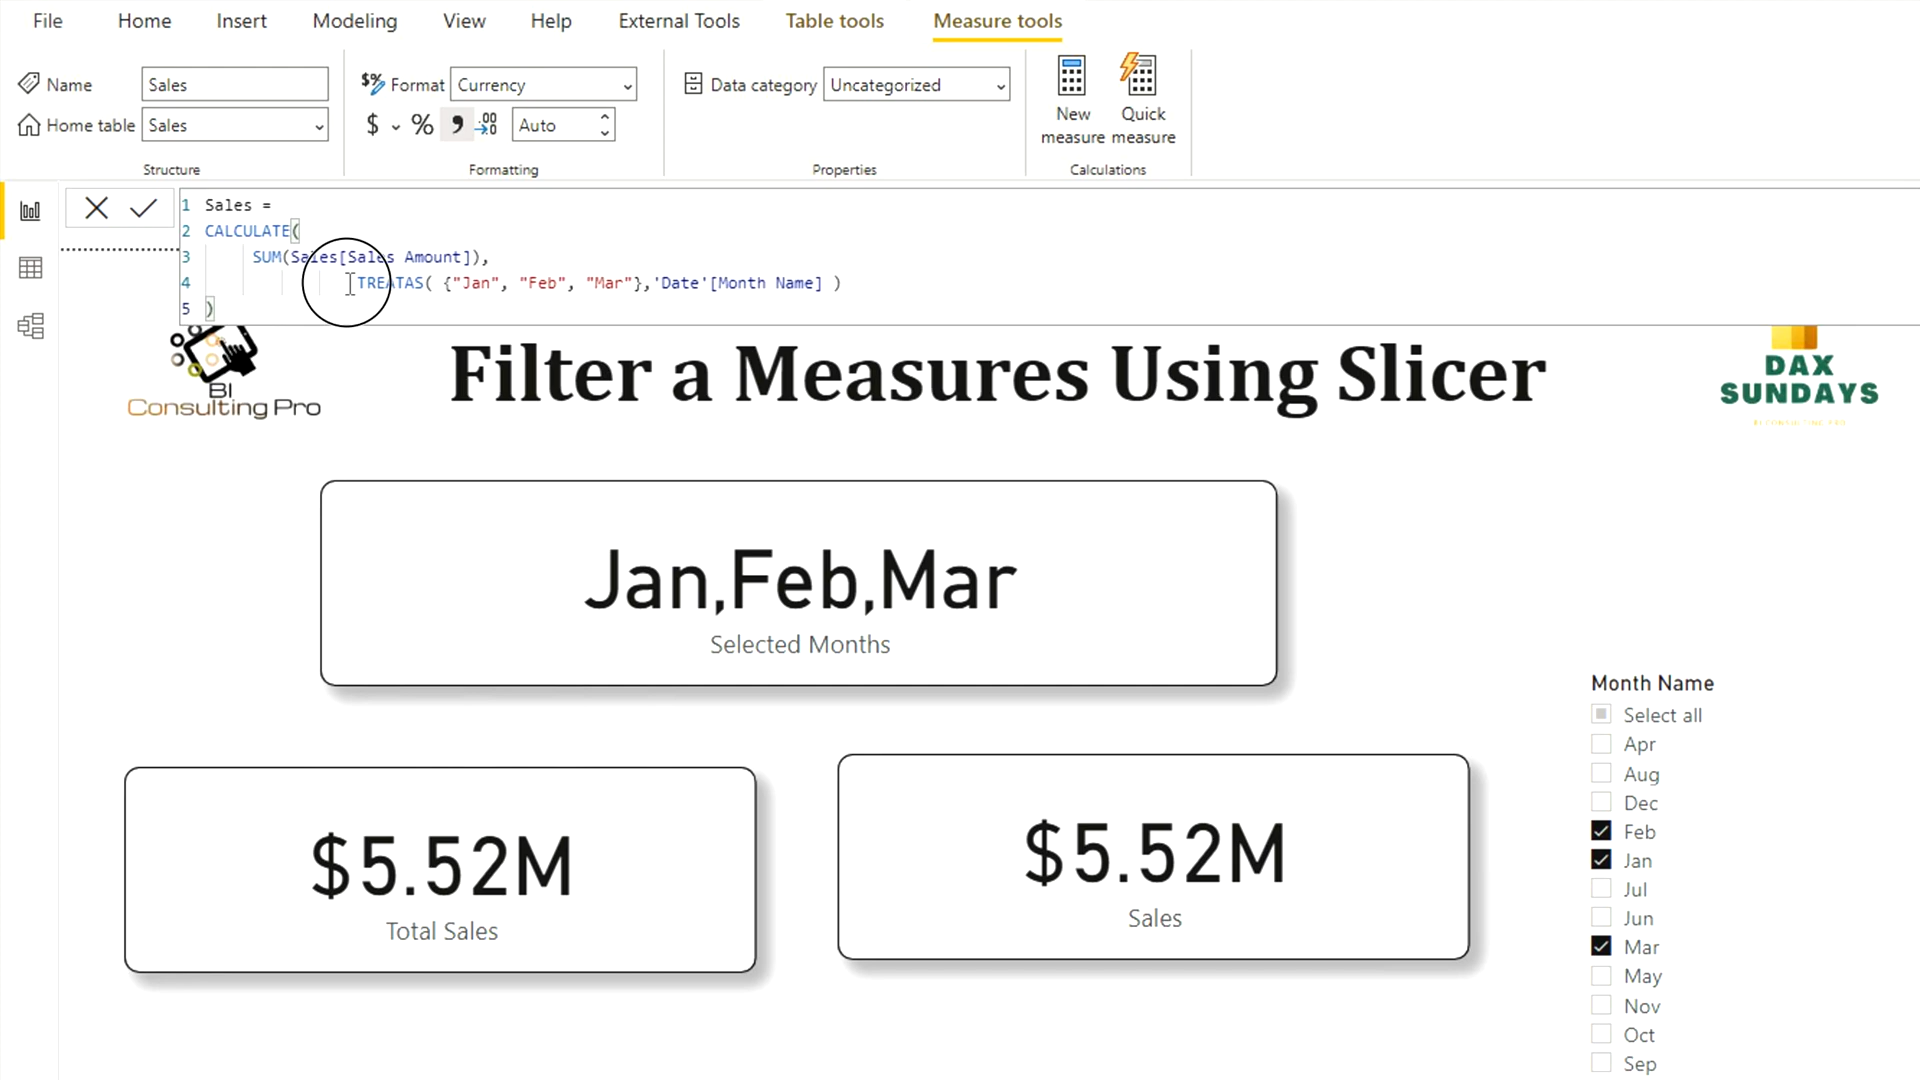 File Home Insert Modeling View Help External Tools Table tools Measure tools
Name Sales
Home table Sales
Structure
$% Format Currency
$ % , .00 Auto
Formatting
Data category Uncategorized
Properties
New measure
Quick measure
Calculations
1 Sales =
2 CALCULATE(
3 SUM(Sales[Sales Amount]),
4 TREATAS( {"Jan", "Feb", "Mar"},'Date'[Month Name] )
5 )
BI
Consulting Pro
Filter a Measures Using Slicer
DAX
SUNDAYS
Jan,Feb,Mar
Selected Months
$5.52M
Total Sales
$5.52M
Sales
Month Name
Select all
Apr
Aug
Dec
Feb
Jan
Jul
Jun
Mar
May
Nov
Oct
Sep